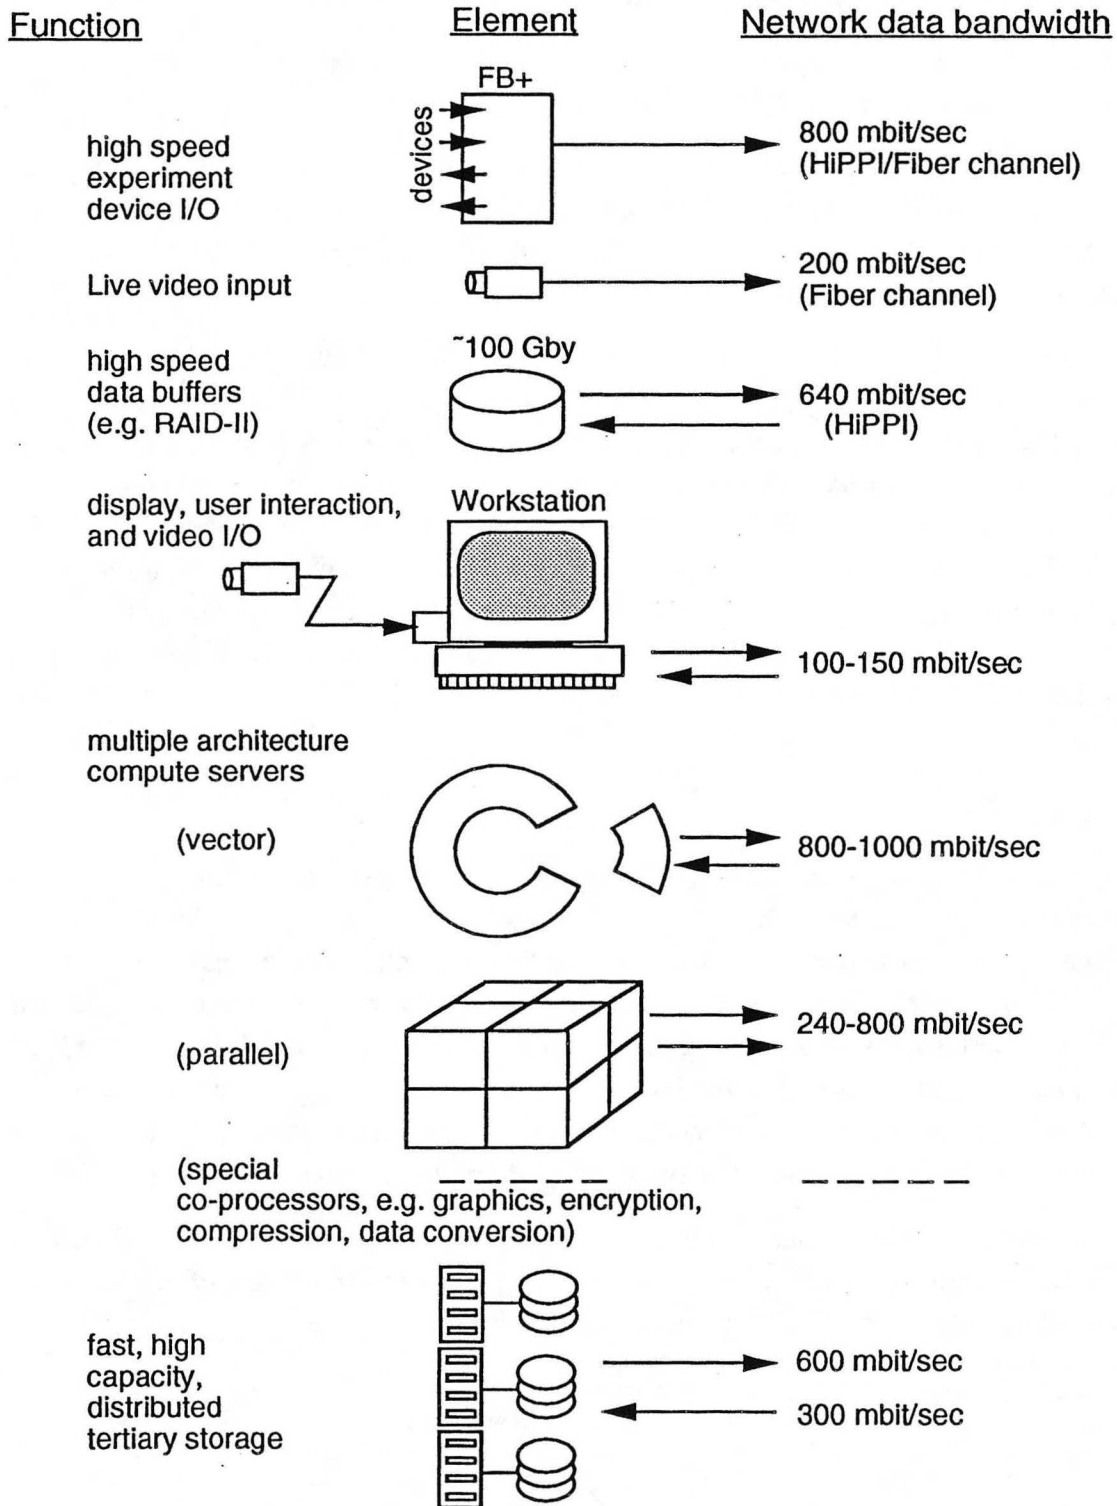 Function
Element
Network data bandwidth
FB+
devices
high speed
experiment
device I/O
800 mbit/sec
(HiPPI/Fiber channel)
Live video input
200 mbit/sec
(Fiber channel)
high speed
data buffers
(e.g. RAID-II)
~100 Gby
640 mbit/sec
(HiPPI)
display, user interaction,
and video I/O
Workstation
100-150 mbit/sec
multiple architecture
compute servers
(vector)
800-1000 mbit/sec
(parallel)
240-800 mbit/sec
(special
co-processors, e.g. graphics, encryption,
compression, data conversion)
fast, high
capacity,
distributed
tertiary storage
600 mbit/sec
300 mbit/sec